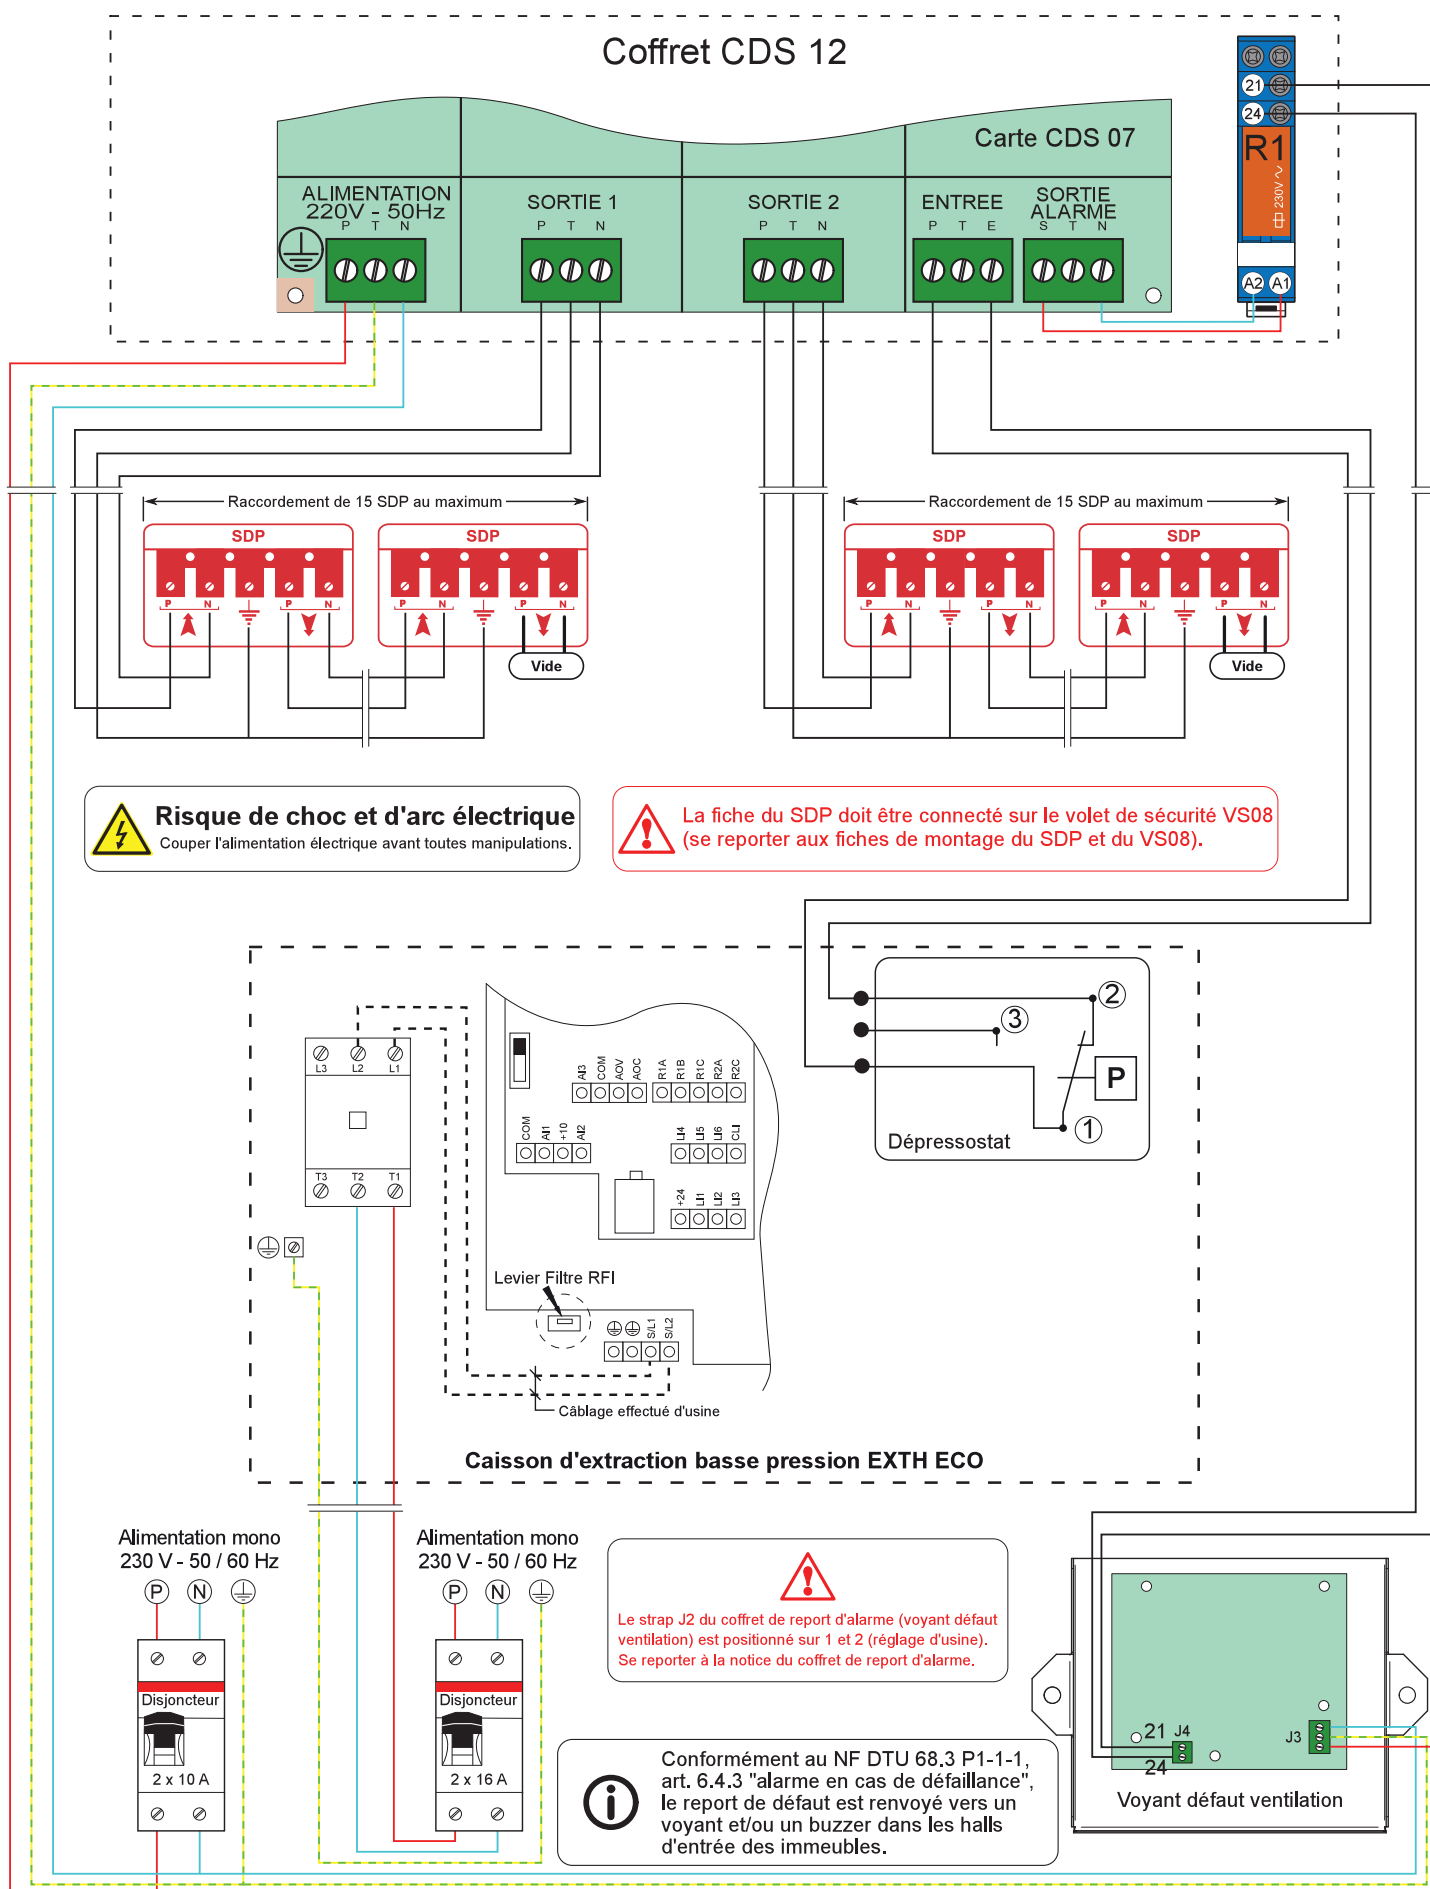 Coffret CDS 12
Carte CDS 07
21
24
R1
230V
A2 A1
ALIMENTATION
220V - 50Hz
P T N
SORTIE 1
P T N
SORTIE 2
P T N
ENTREE
P T E
SORTIE
ALARME
S T N
Raccordement de 15 SDP au maximum
SDP
P N P N
SDP
P N P N
Vide
Raccordement de 15 SDP au maximum
SDP
P N P N
SDP
P N P N
Vide
Risque de choc et d'arc électrique
Couper l'alimentation électrique avant toutes manipulations.
La fiche du SDP doit être connecté sur le volet de sécurité VS08
(se reporter aux fiches de montage du SDP et du VS08).
L3 L2 L1
T3 T2 T1
AI3 COM AOV AOC
R1A R1B R1C R2A R2C
COM AI1 +10 AI2
LI4 LI5 LI6 CLI
+24 LI1 LI2 LI3
Levier Filtre RFI
S/L1 S/L2
Câblage effectué d'usine
2
3
P
1
Dépressostat
Caisson d'extraction basse pression EXTH ECO
Alimentation mono
230 V - 50 / 60 Hz
P N
Disjoncteur
2 x 10 A
Alimentation mono
230 V - 50 / 60 Hz
P N
Disjoncteur
2 x 16 A
Le strap J2 du coffret de report d'alarme (voyant défaut
ventilation) est positionné sur 1 et 2 (réglage d'usine).
Se reporter à la notice du coffret de report d'alarme.
Conformément au NF DTU 68.3 P1-1-1,
art. 6.4.3 "alarme en cas de défaillance",
le report de défaut est renvoyé vers un
voyant et/ou un buzzer dans les halls
d'entrée des immeubles.
21 J4
24
J3
Voyant défaut ventilation